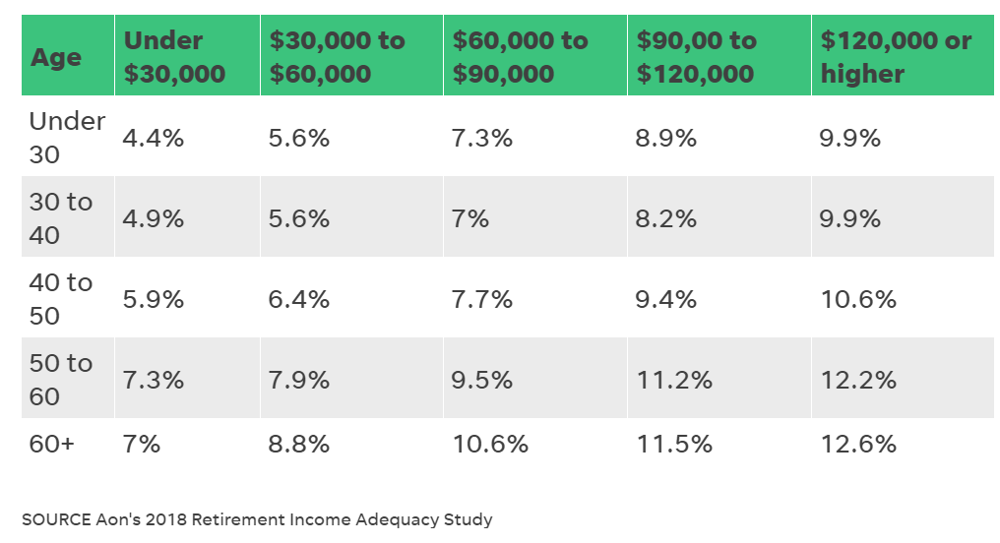 Age Under $30,000 $30,000 to $60,000 $60,000 to $90,000 $90,00 to $120,000 $120,000 or higher
Under 30 4.4% 5.6% 7.3% 8.9% 9.9%
30 to 40 4.9% 5.6% 7% 8.2% 9.9%
40 to 50 5.9% 6.4% 7.7% 9.4% 10.6%
50 to 60 7.3% 7.9% 9.5% 11.2% 12.2%
60+ 7% 8.8% 10.6% 11.5% 12.6%
SOURCE Aon's 2018 Retirement Income Adequacy Study